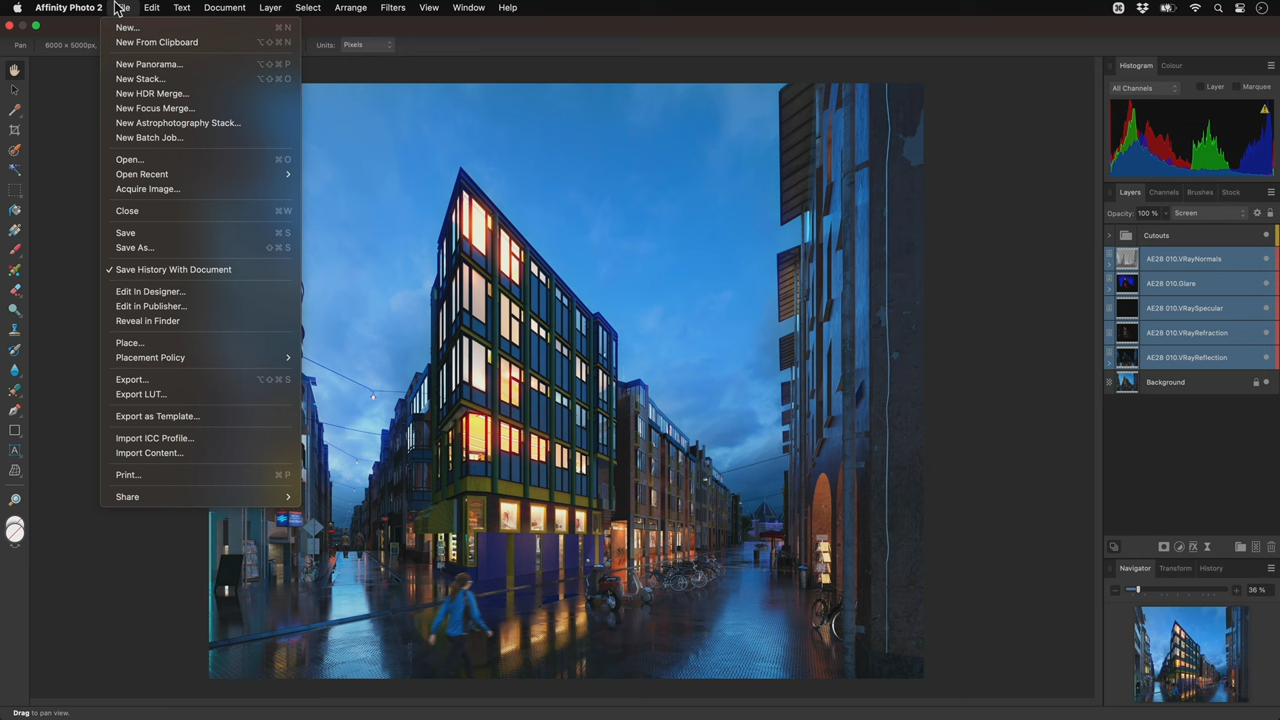 Affinity Photo 2 File Edit Text Document Layer Select Arrange Filters View Window Help
Pan 6000 × 5000px, Units: Pixels
New... ⌘ N
New From Clipboard ⌥⇧⌘ N
New Panorama... ⌥⇧⌘ P
New Stack... ⌥⇧⌘ O
New HDR Merge...
New Focus Merge...
New Astrophotography Stack...
New Batch Job...
Open... ⌘ O
Open Recent
Acquire Image...
Close ⌘ W
Save ⌘ S
Save As... ⇧⌘ S
✓ Save History With Document
Edit In Designer...
Edit in Publisher...
Reveal in Finder
Place...
Placement Policy
Export... ⌥⇧⌘ S
Export LUT...
Export as Template...
Import ICC Profile...
Import Content...
Print... ⌘ P
Share
Histogram Colour
All Channels Layer Marquee
Layers Channels Brushes Stock
Opacity: 100 % Screen
Cutouts
AE28 010.VRayNormals
AE28 010.Glare
AE28 010.VRaySpecular
AE28 010.VRayRefraction
AE28 010.VRayReflection
Background
Navigator Transform History
36 %
Drag to pan view.